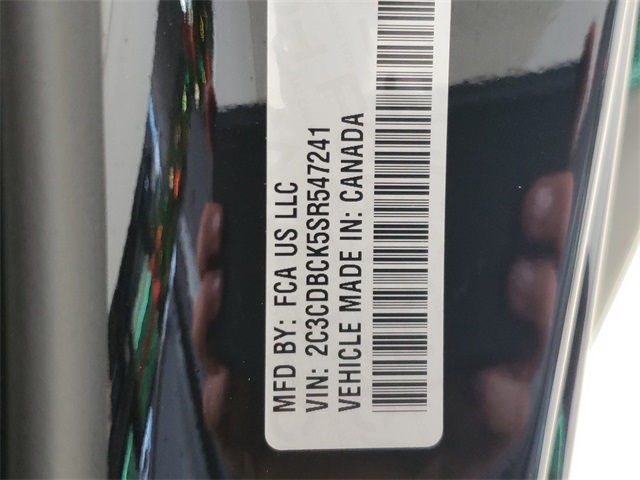 MFD BY: FCA US LLC
VIN: 2C3CDBCK5SR547241
VEHICLE MADE IN: CANADA